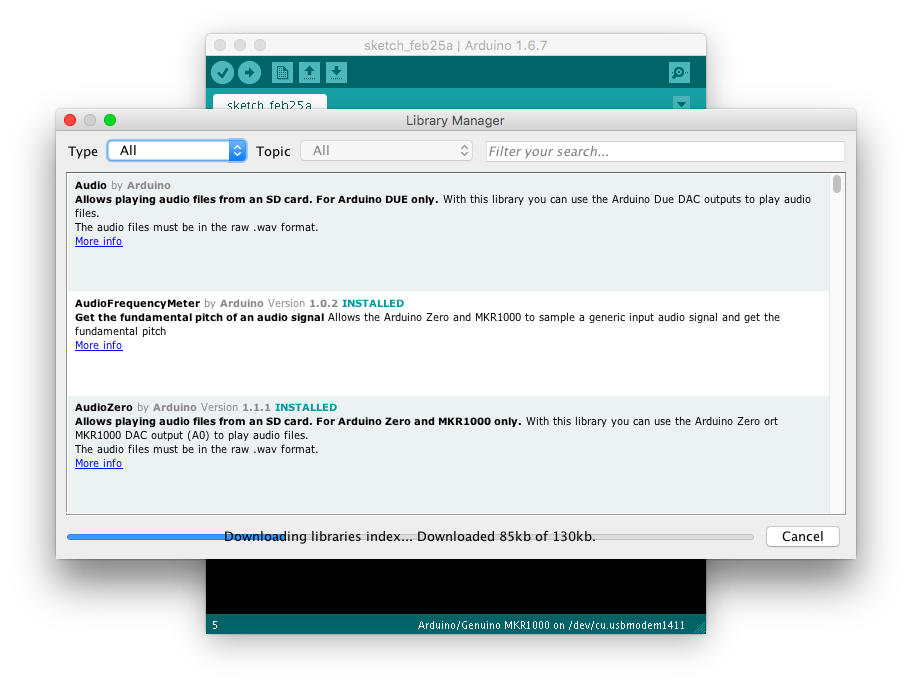 sketch_feb25a | Arduino 1.6.7
sketch_feb25a
Library Manager
Type All Topic All Filter your search...
Audio by Arduino
Allows playing audio files from an SD card. For Arduino DUE only. With this library you can use the Arduino Due DAC outputs to play audio
files.
The audio files must be in the raw .wav format.
More info
AudioFrequencyMeter by Arduino Version 1.0.2 INSTALLED
Get the fundamental pitch of an audio signal Allows the Arduino Zero and MKR1000 to sample a generic input audio signal and get the
fundamental pitch
More info
AudioZero by Arduino Version 1.1.1 INSTALLED
Allows playing audio files from an SD card. For Arduino Zero and MKR1000 only. With this library you can use the Arduino Zero ort
MKR1000 DAC output (A0) to play audio files.
The audio files must be in the raw .wav format.
More info
Downloading libraries index... Downloaded 85kb of 130kb. Cancel
5 Arduino/Genuino MKR1000 on /dev/cu.usbmodem1411